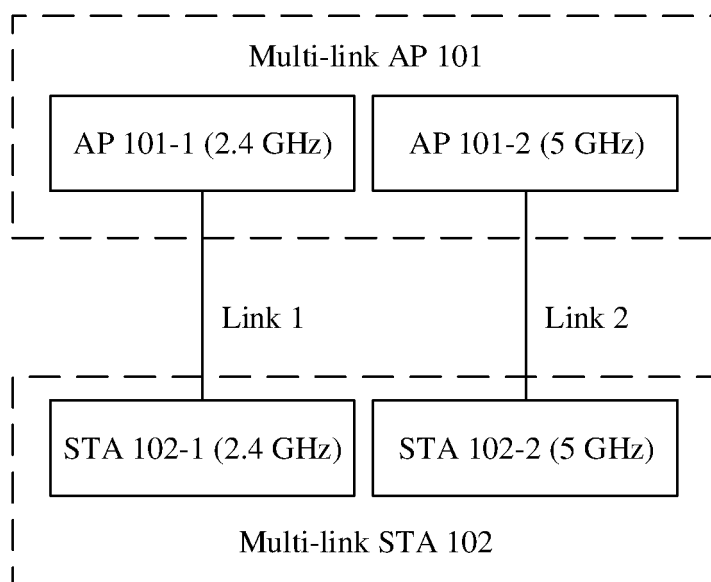 Multi-link AP 101
AP 101-1 (2.4 GHz)
AP 101-2 (5 GHz)
Link 1
Link 2
STA 102-1 (2.4 GHz)
STA 102-2 (5 GHz)
Multi-link STA 102